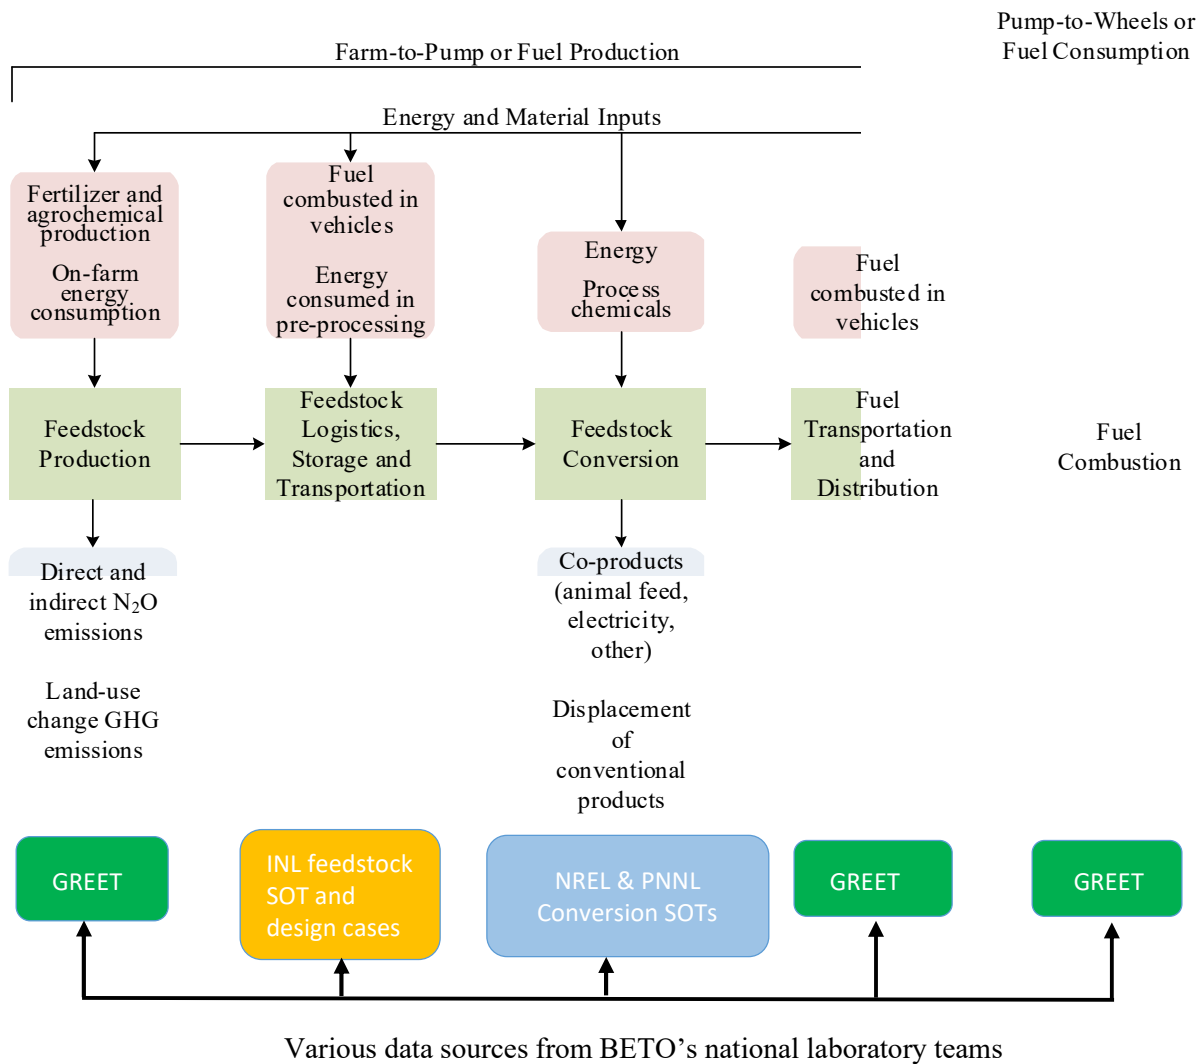 Pump-to-Wheels or
Fuel Consumption
Farm-to-Pump or Fuel Production
Energy and Material Inputs
Fertilizer and
agrochemical
production
On-farm
energy
consumption
Fuel
combusted in
vehicles
Energy
consumed in
pre-processing
Energy
Process
chemicals
Fuel
combusted in
vehicles
Feedstock
Production
Feedstock
Logistics,
Storage and
Transportation
Feedstock
Conversion
Fuel
Transportation
and
Distribution
Fuel
Combustion
Direct and
indirect N₂O
emissions
Land-use
change GHG
emissions
Co-products
(animal feed,
electricity,
other)
Displacement
of
conventional
products
GREET
INL feedstock
SOT and
design cases
NREL & PNNL
Conversion SOTs
GREET
GREET
Various data sources from BETO’s national laboratory teams